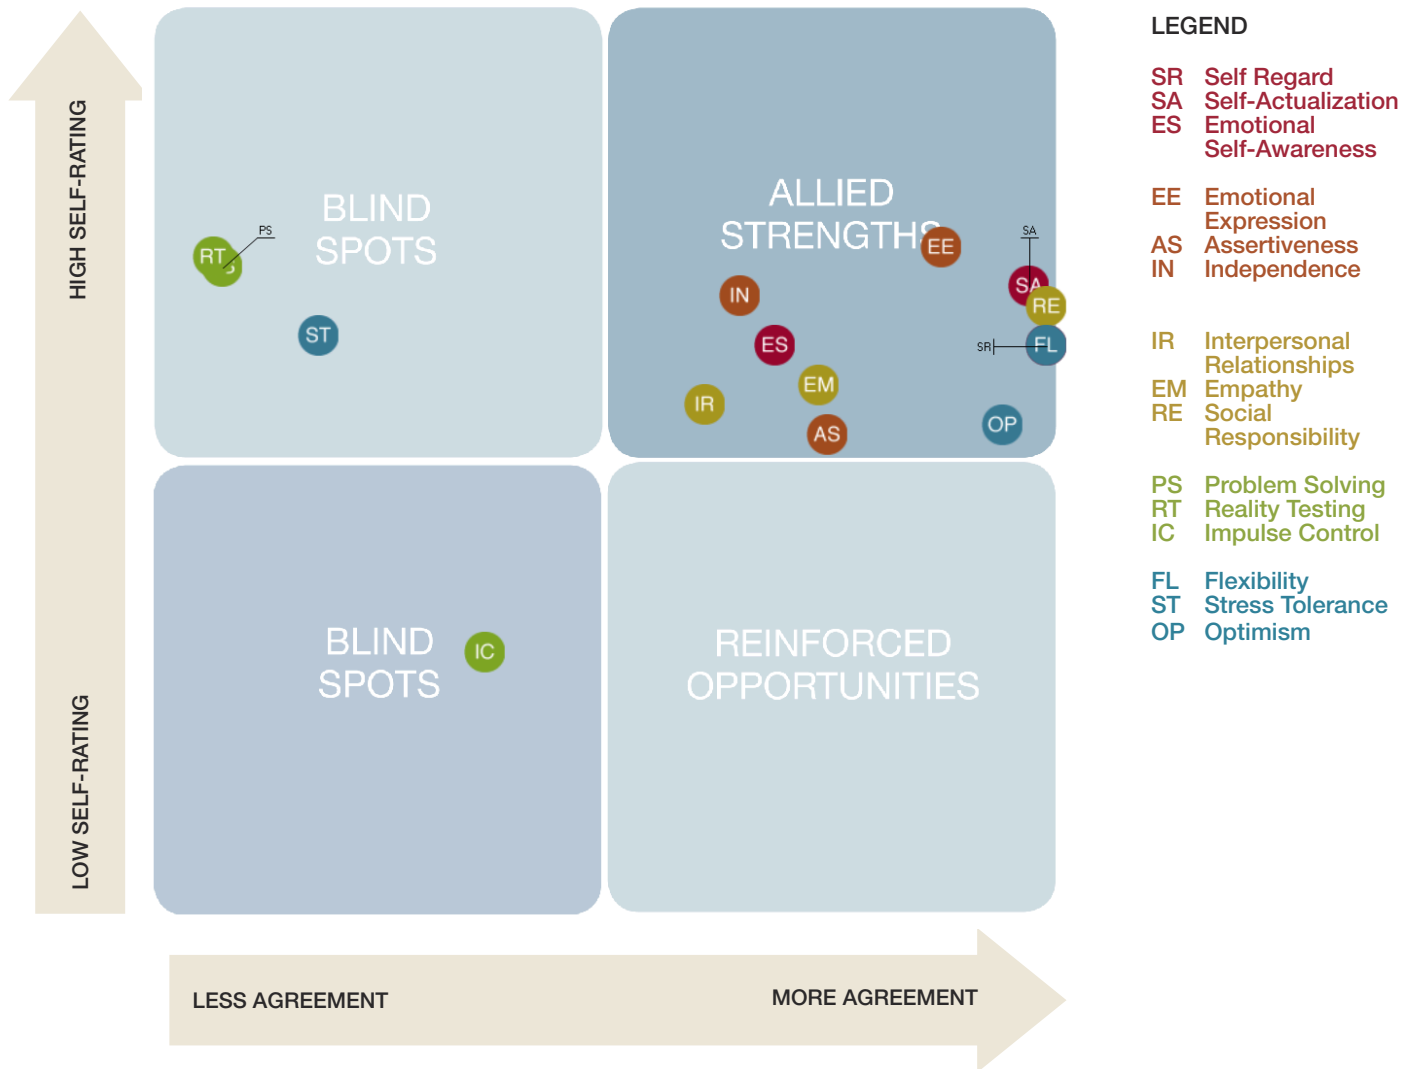 HIGH SELF-RATING
LOW SELF-RATING
BLIND
SPOTS
RT
PS
ST
ALLIED
STRENGTHS
EE
SA
SA
IN
RE
ES
SR
FL
EM
IR
OP
AS
BLIND
SPOTS
IC
REINFORCED
OPPORTUNITIES
LESS AGREEMENT
MORE AGREEMENT
LEGEND
SR Self Regard
SA Self-Actualization
ES Emotional
Self-Awareness
EE Emotional
Expression
AS Assertiveness
IN Independence
IR Interpersonal
Relationships
EM Empathy
RE Social
Responsibility
PS Problem Solving
RT Reality Testing
IC Impulse Control
FL Flexibility
ST Stress Tolerance
OP Optimism